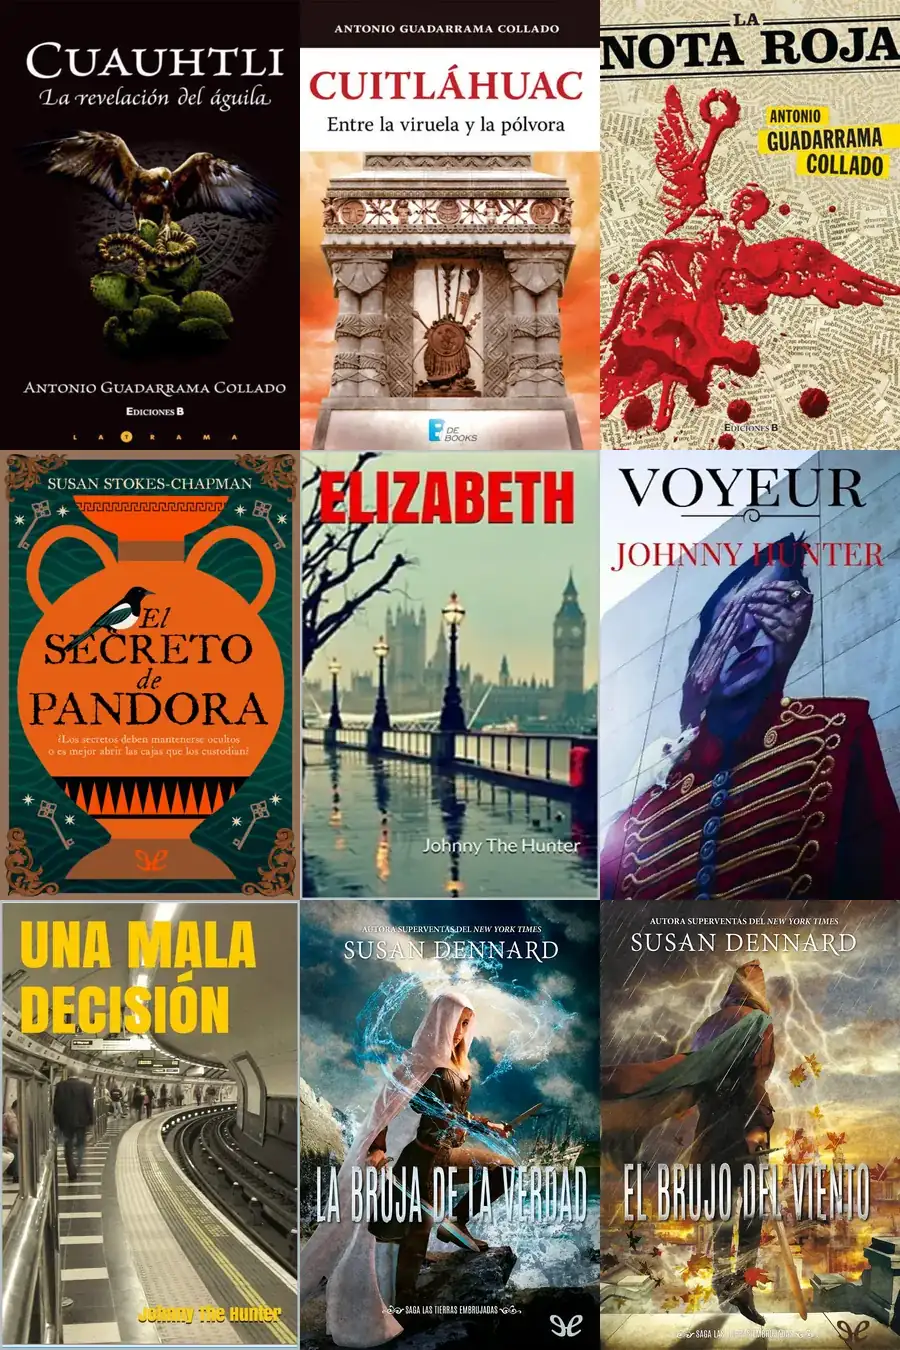 CUAUHTLI
La revelación del águila
ANTONIO GUADARRAMA COLLADO
EDICIONES B
LA TRAMA
ANTONIO GUADARRAMA COLLADO
CUITLÁHUAC
Entre la viruela y la pólvora
B DE
BOOKS
LA
NOTA ROJA
ANTONIO
GUADARRAMA
COLLADO
EDICIONES B
SUSAN STOKES-CHAPMAN
El
SECRETO
de
PANDORA
¿Los secretos deben mantenerse ocultos
o es mejor abrir las cajas que los custodian?
ELIZABETH
Johnny The Hunter
VOYEUR
JOHNNY HUNTER
UNA MALA
DECISIÓN
Johnny The Hunter
AUTORA SUPERVENTAS DEL NEW YORK TIMES
SUSAN DENNARD
LA BRUJA DE LA VERDAD
SAGA LAS TIERRAS EMBRUJADAS
AUTORA SUPERVENTAS DEL NEW YORK TIMES
SUSAN DENNARD
EL BRUJO DEL VIENTO
SAGA LAS TIERRAS EMBRUJADAS